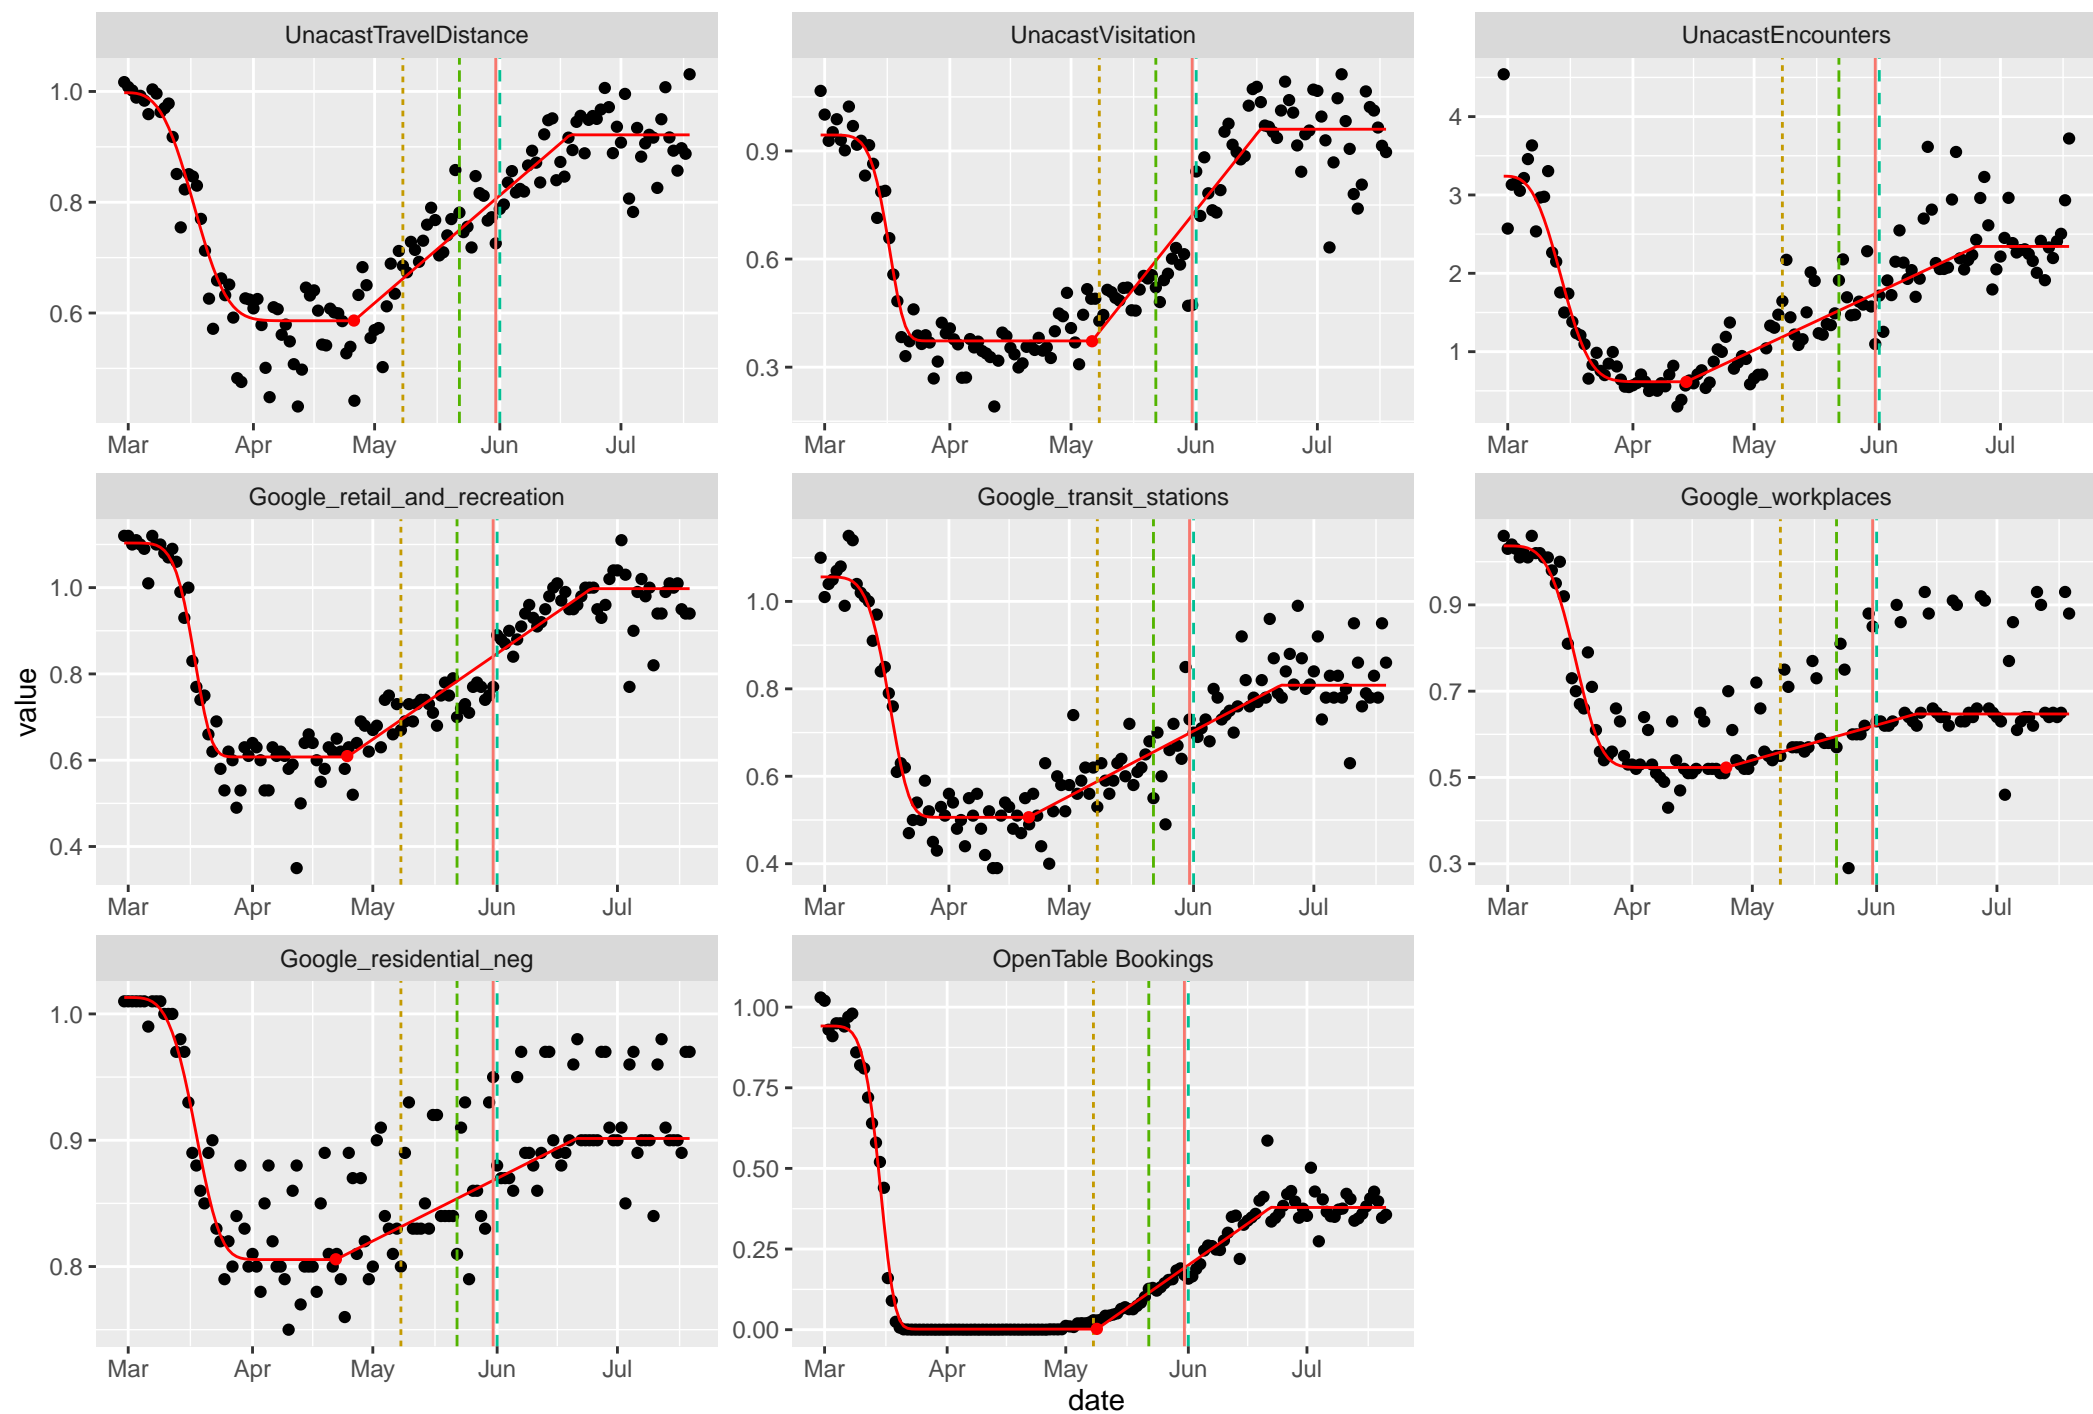 UnacastTravelDistance
UnacastVisitation
UnacastEncounters
1.0
0.8
0.6
Mar Apr May Jun Jul
0.9
0.6
0.3
Mar Apr May Jun Jul
4
3
2
1
Mar Apr May Jun Jul
Google_retail_and_recreation
Google_transit_stations
Google_workplaces
1.0
0.8
0.6
0.4
Mar Apr May Jun Jul
1.0
0.8
0.6
0.4
Mar Apr May Jun Jul
0.9
0.7
0.5
0.3
Mar Apr May Jun Jul
value
Google_residential_neg
OpenTable Bookings
1.0
0.9
0.8
Mar Apr May Jun Jul
1.00
0.75
0.50
0.25
0.00
Mar Apr May Jun Jul
date